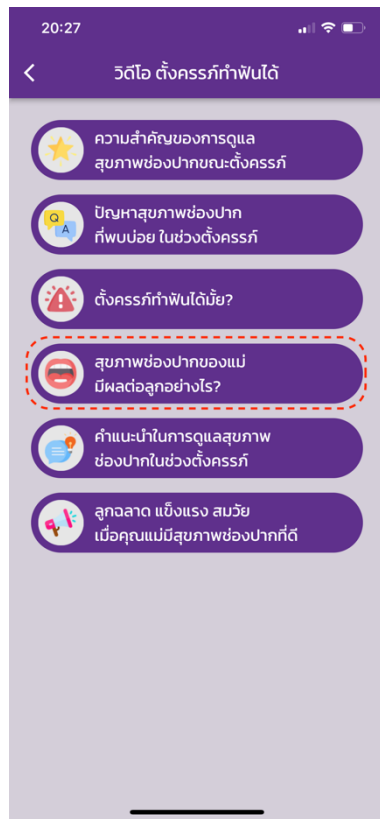 20:27
วิดีโอ ตั้งครรภ์ทำฟันได้
ความสำคัญของการดูแล
สุขภาพช่องปากขณะตั้งครรภ์
Q
A
ปัญหาสุขภาพช่องปาก
ที่พบบ่อย ในช่วงตั้งครรภ์
ตั้งครรภ์ทำฟันได้มั้ย?
สุขภาพช่องปากของแม่
มีผลต่อลูกอย่างไร?
คำแนะนำในการดูแลสุขภาพ
ช่องปากในช่วงตั้งครรภ์
ลูกฉลาด แข็งแรง สมวัย
เมื่อคุณแม่มีสุขภาพช่องปากที่ดี